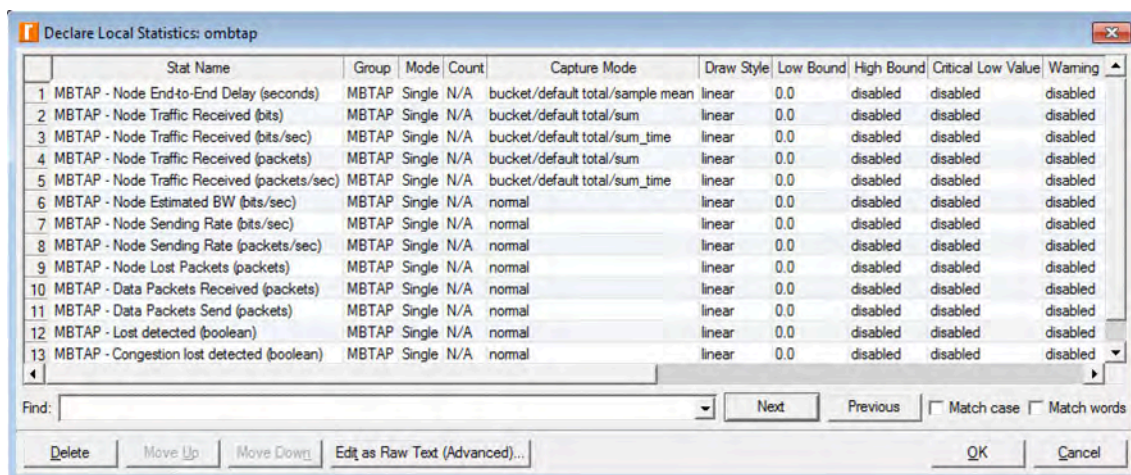 Declare Local Statistics: ombtap
Stat Name Group Mode Count Capture Mode Draw Style Low Bound High Bound Critical Low Value Warning
1 MBTAP - Node End-to-End Delay (seconds) MBTAP Single N/A bucket/default total/sample mean linear 0.0 disabled disabled disabled
2 MBTAP - Node Traffic Received (bits) MBTAP Single N/A bucket/default total/sum linear 0.0 disabled disabled disabled
3 MBTAP - Node Traffic Received (bits/sec) MBTAP Single N/A bucket/default total/sum_time linear 0.0 disabled disabled disabled
4 MBTAP - Node Traffic Received (packets) MBTAP Single N/A bucket/default total/sum linear 0.0 disabled disabled disabled
5 MBTAP - Node Traffic Received (packets/sec) MBTAP Single N/A bucket/default total/sum_time linear 0.0 disabled disabled disabled
6 MBTAP - Node Estimated BW (bits/sec) MBTAP Single N/A normal linear 0.0 disabled disabled disabled
7 MBTAP - Node Sending Rate (bits/sec) MBTAP Single N/A normal linear 0.0 disabled disabled disabled
8 MBTAP - Node Sending Rate (packets/sec) MBTAP Single N/A normal linear 0.0 disabled disabled disabled
9 MBTAP - Node Lost Packets (packets) MBTAP Single N/A normal linear 0.0 disabled disabled disabled
10 MBTAP - Data Packets Received (packets) MBTAP Single N/A normal linear 0.0 disabled disabled disabled
11 MBTAP - Data Packets Send (packets) MBTAP Single N/A normal linear 0.0 disabled disabled disabled
12 MBTAP - Lost detected (boolean) MBTAP Single N/A normal linear 0.0 disabled disabled disabled
13 MBTAP - Congestion lost detected (boolean) MBTAP Single N/A normal linear 0.0 disabled disabled disabled
Find: Next Previous Match case Match words
Delete Move Up Move Down Edit as Raw Text (Advanced)... OK Cancel